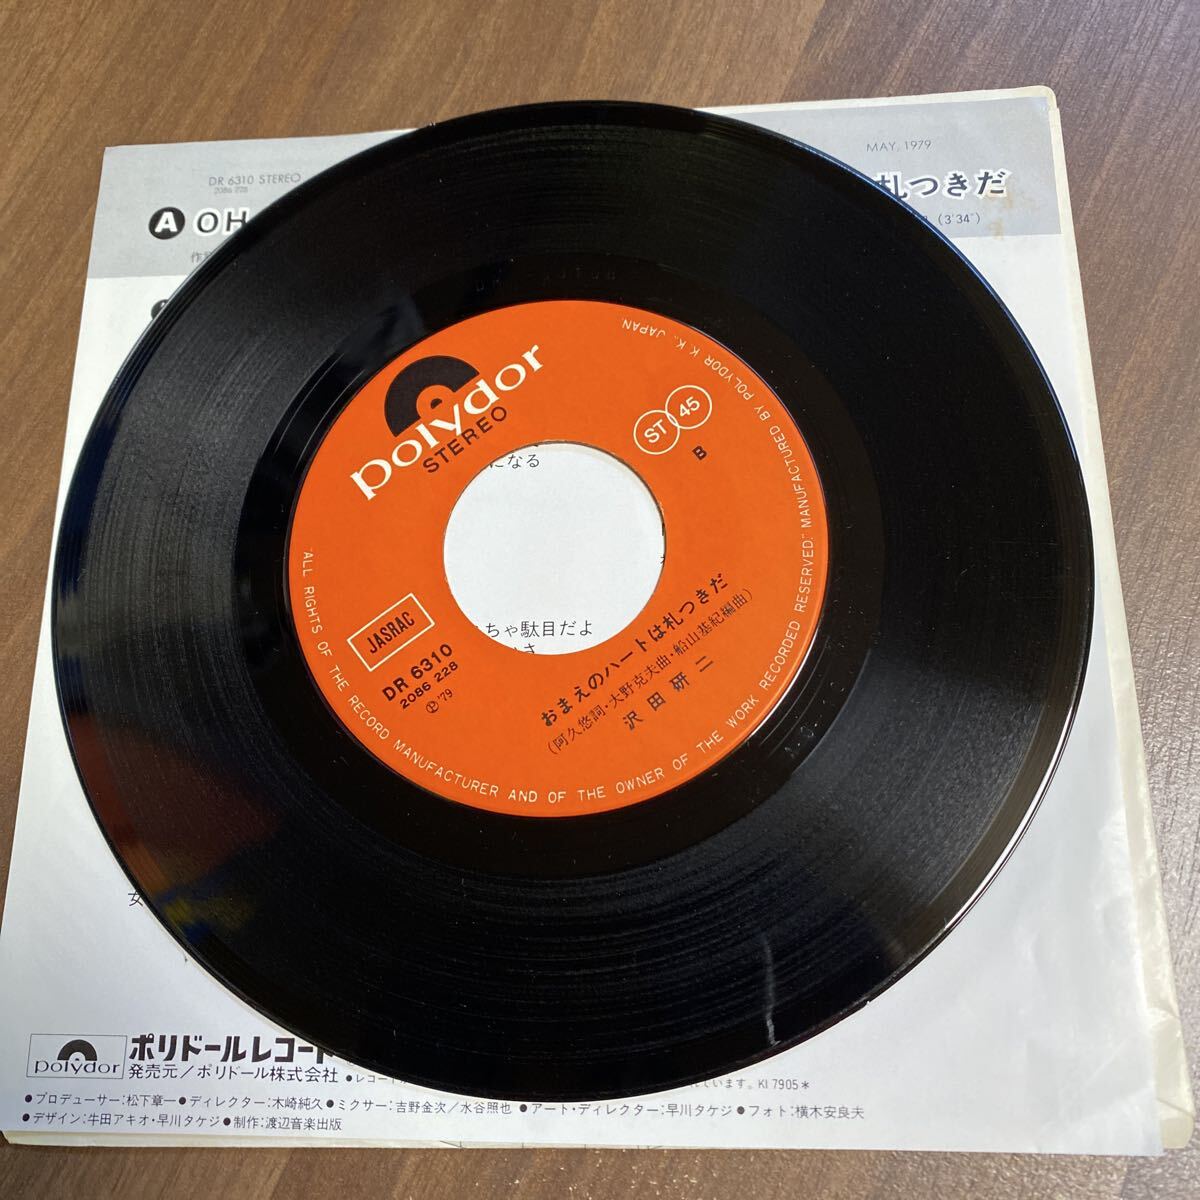 MAY, 1979
DR 6310 STEREO
2086 228
A OH
札つきだ
(3'34")
polydor
STEREO
ST 45
B
になる
ちゃ駄目だよ
JASRAC
DR 6310
2086 228
Ⓟ'79
おまえのハートは札つきだ
(阿久悠詞・大野克夫曲・船山基紀編曲)
沢田研二
"ALL RIGHTS OF THE RECORD MANUFACTURER AND OF THE OWNER OF THE WORK RECORDED RESERVED." MANUFACTURED BY POLYDOR K.K., JAPAN.
女
polydor
ポリドールレコード
発売元/ポリドール株式会社
ています。KI 7905*
●プロデューサー:松下章一●ディレクター:木崎純久●ミクサー:吉野金次/水谷照也●アート・ディレクター:早川タケジ●フォト:横木安良夫
●デザイン:牛田アキオ・早川タケジ●制作:渡辺音楽出版